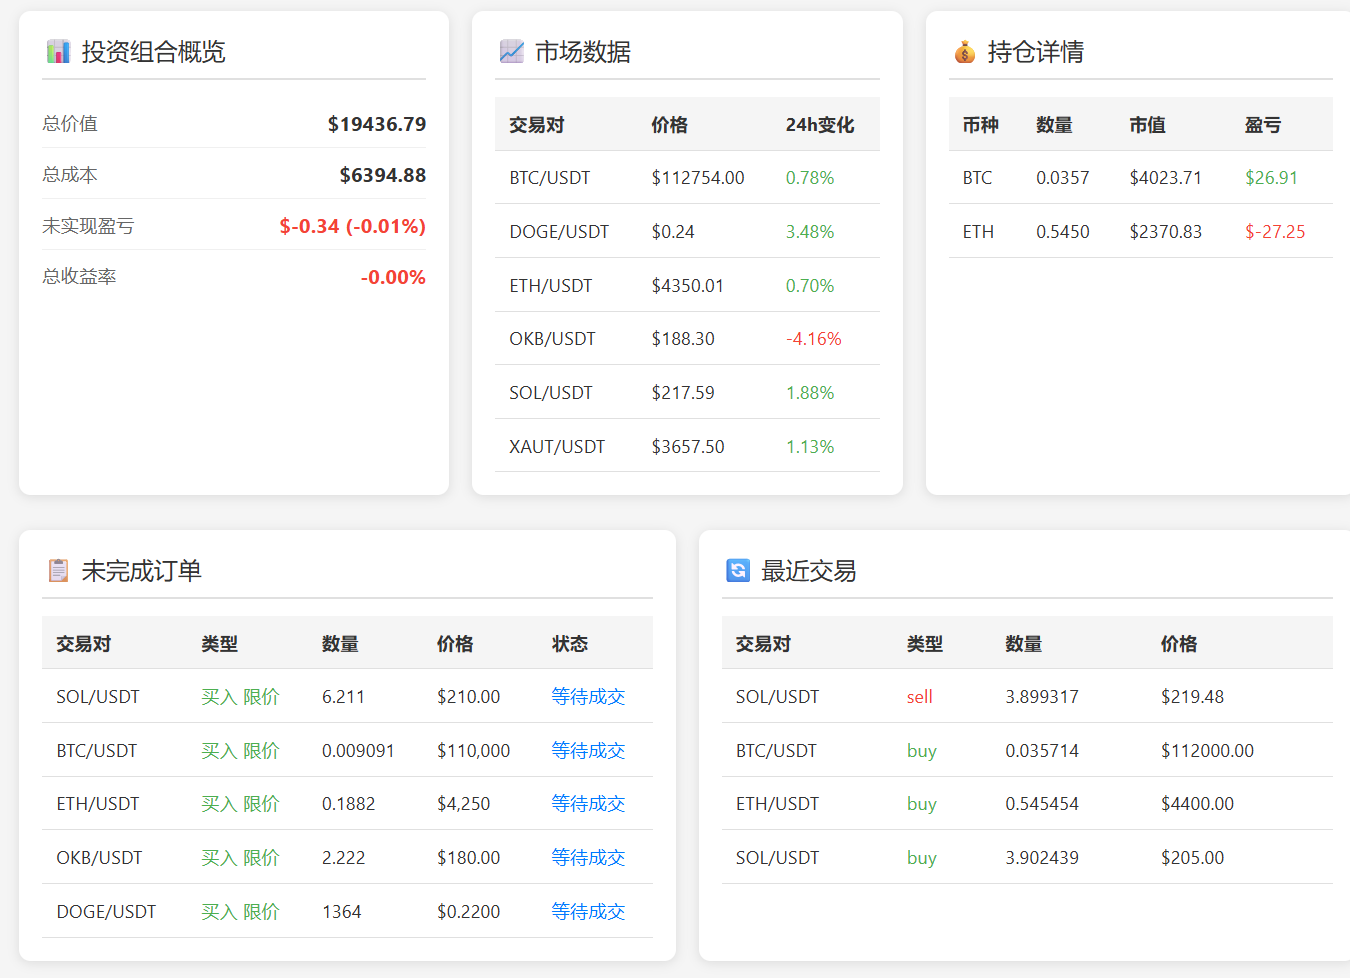 投资组合概览
总价值 $19436.79
总成本 $6394.88
未实现盈亏 $-0.34 (-0.01%)
总收益率 -0.00%
市场数据
交易对 价格 24h变化
BTC/USDT $112754.00 0.78%
DOGE/USDT $0.24 3.48%
ETH/USDT $4350.01 0.70%
OKB/USDT $188.30 -4.16%
SOL/USDT $217.59 1.88%
XAUT/USDT $3657.50 1.13%
持仓详情
币种 数量 市值 盈亏
BTC 0.0357 $4023.71 $26.91
ETH 0.5450 $2370.83 $-27.25
未完成订单
交易对 类型 数量 价格 状态
SOL/USDT 买入 限价 6.211 $210.00 等待成交
BTC/USDT 买入 限价 0.009091 $110,000 等待成交
ETH/USDT 买入 限价 0.1882 $4,250 等待成交
OKB/USDT 买入 限价 2.222 $180.00 等待成交
DOGE/USDT 买入 限价 1364 $0.2200 等待成交
最近交易
交易对 类型 数量 价格
SOL/USDT sell 3.899317 $219.48
BTC/USDT buy 0.035714 $112000.00
ETH/USDT buy 0.545454 $4400.00
SOL/USDT buy 3.902439 $205.00